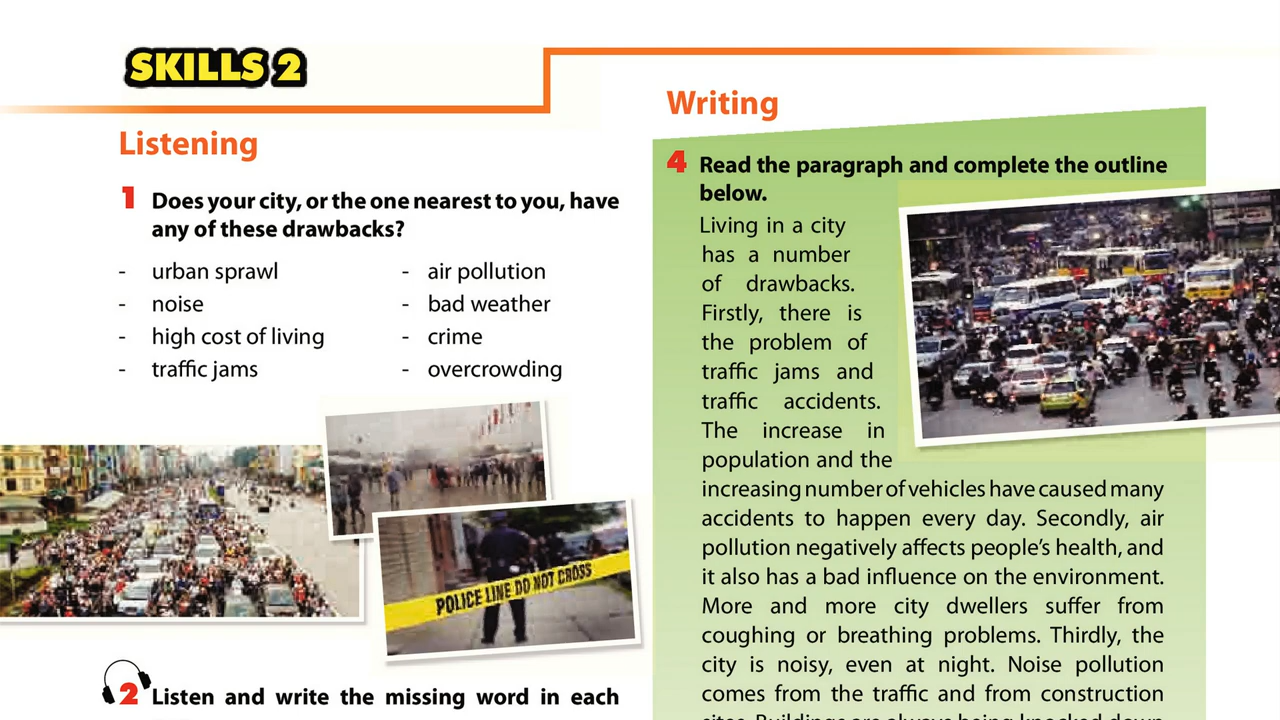 SKILLS 2
Listening
1 Does your city, or the one nearest to you, have
any of these drawbacks?
- urban sprawl
- noise
- high cost of living
- traffic jams
- air pollution
- bad weather
- crime
- overcrowding
POLICE LINE DO NOT CROSS
2 Listen and write the missing word in each
Writing
4 Read the paragraph and complete the outline
below.
Living in a city
has a number
of drawbacks.
Firstly, there is
the problem of
traffic jams and
traffic accidents.
The increase in
population and the
increasing number of vehicles have caused many
accidents to happen every day. Secondly, air
pollution negatively affects people's health, and
it also has a bad influence on the environment.
More and more city dwellers suffer from
coughing or breathing problems. Thirdly, the
city is noisy, even at night. Noise pollution
comes from the traffic and from construction
sites. Buildings are always being knocked down